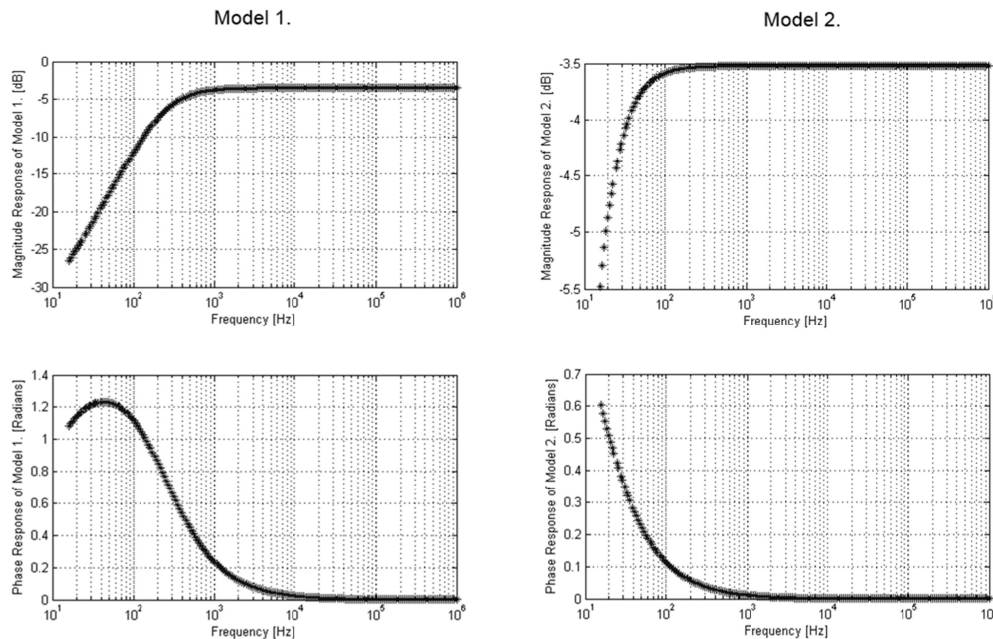 Model 1.
Model 2.
Magnitude Response of Model 1. [dB]
0
-5
-10
-15
-20
-25
-30
10^1 10^2 10^3 10^4 10^5 10^6
Frequency [Hz]
Magnitude Response of Model 2. [dB]
-3.5
-4
-4.5
-5
-5.5
10^1 10^2 10^3 10^4 10^5 10^6
Frequency [Hz]
Phase Response of Model 1. [Radians]
1.4
1.2
1
0.8
0.6
0.4
0.2
0
10^1 10^2 10^3 10^4 10^5 10^6
Frequency [Hz]
Phase Response of Model 2. [Radians]
0.7
0.6
0.5
0.4
0.3
0.2
0.1
0
10^1 10^2 10^3 10^4 10^5 10
Frequency [Hz]